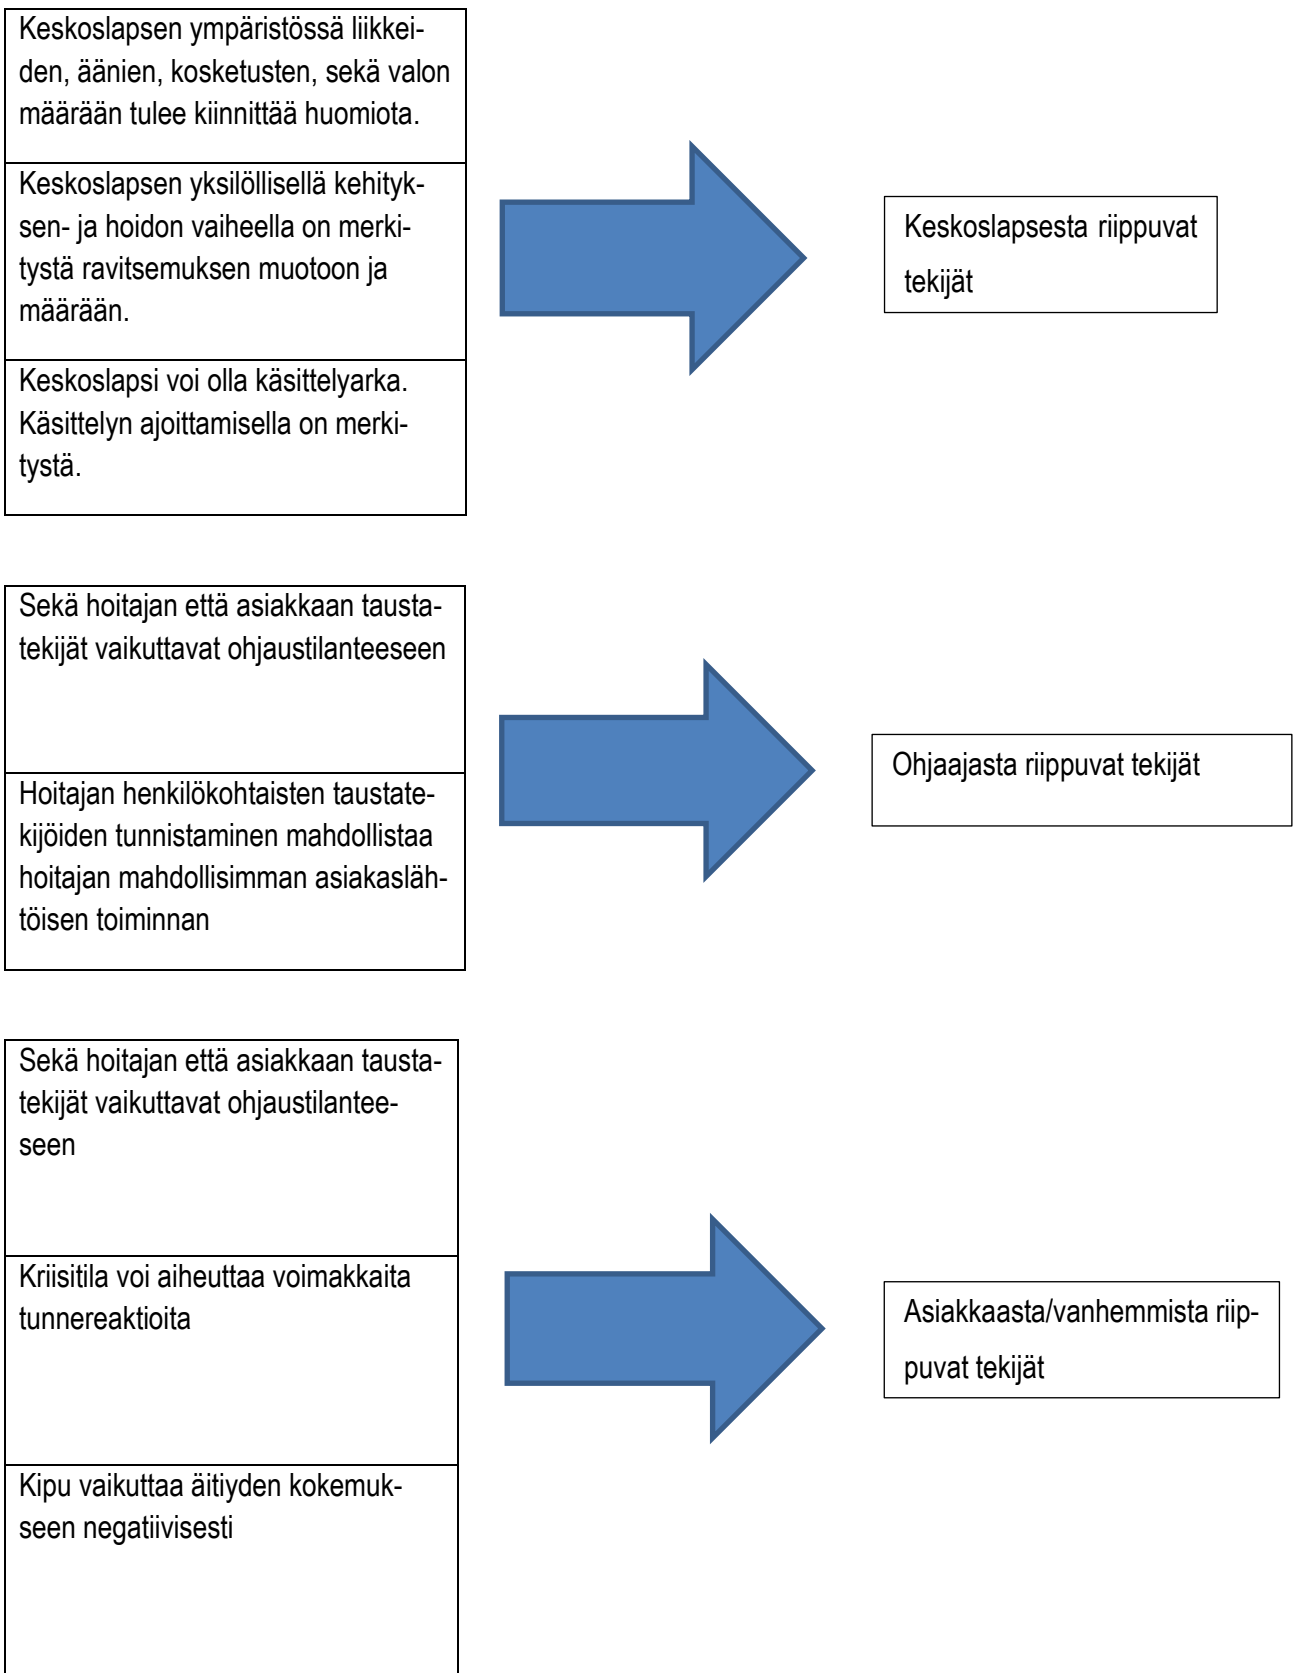 Keskoslapsen ympäristössä liikkei-
den, äänien, kosketusten, sekä valon
määrään tulee kiinnittää huomiota.
Keskoslapsen yksilöllisellä kehityk-
sen- ja hoidon vaiheella on merki-
tystä ravitsemuksen muotoon ja
määrään.
Keskoslapsi voi olla käsittelyarka.
Käsittelyn ajoittamisella on merki-
tystä.
Keskoslapsesta riippuvat
tekijät
Sekä hoitajan että asiakkaan tausta-
tekijät vaikuttavat ohjaustilanteeseen
Hoitajan henkilökohtaisten taustate-
kijöiden tunnistaminen mahdollistaa
hoitajan mahdollisimman asiakasläh-
töisen toiminnan
Ohjaajasta riippuvat tekijät
Sekä hoitajan että asiakkaan tausta-
tekijät vaikuttavat ohjaustilantee-
seen
Kriisitila voi aiheuttaa voimakkaita
tunnereaktioita
Kipu vaikuttaa äitiyden kokemuk-
seen negatiivisesti
Asiakkaasta/vanhemmista riip-
puvat tekijät